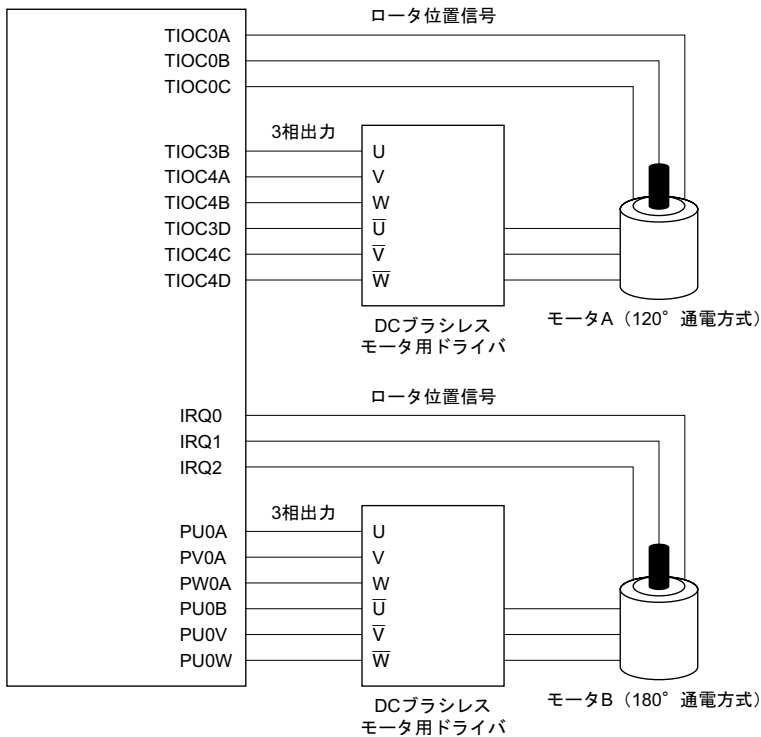 ロータ位置信号
TIOC0A
TIOC0B
TIOC0C
3相出力
TIOC3B
TIOC4A
TIOC4B
TIOC3D
TIOC4C
TIOC4D
U
V
W
U̅
V̅
W̅
DCブラシレス
モータ用ドライバ
モータA（120°通電方式）
ロータ位置信号
IRQ0
IRQ1
IRQ2
3相出力
PU0A
PV0A
PW0A
PU0B
PU0V
PU0W
U
V
W
U̅
V̅
W̅
DCブラシレス
モータ用ドライバ
モータB（180°通電方式）